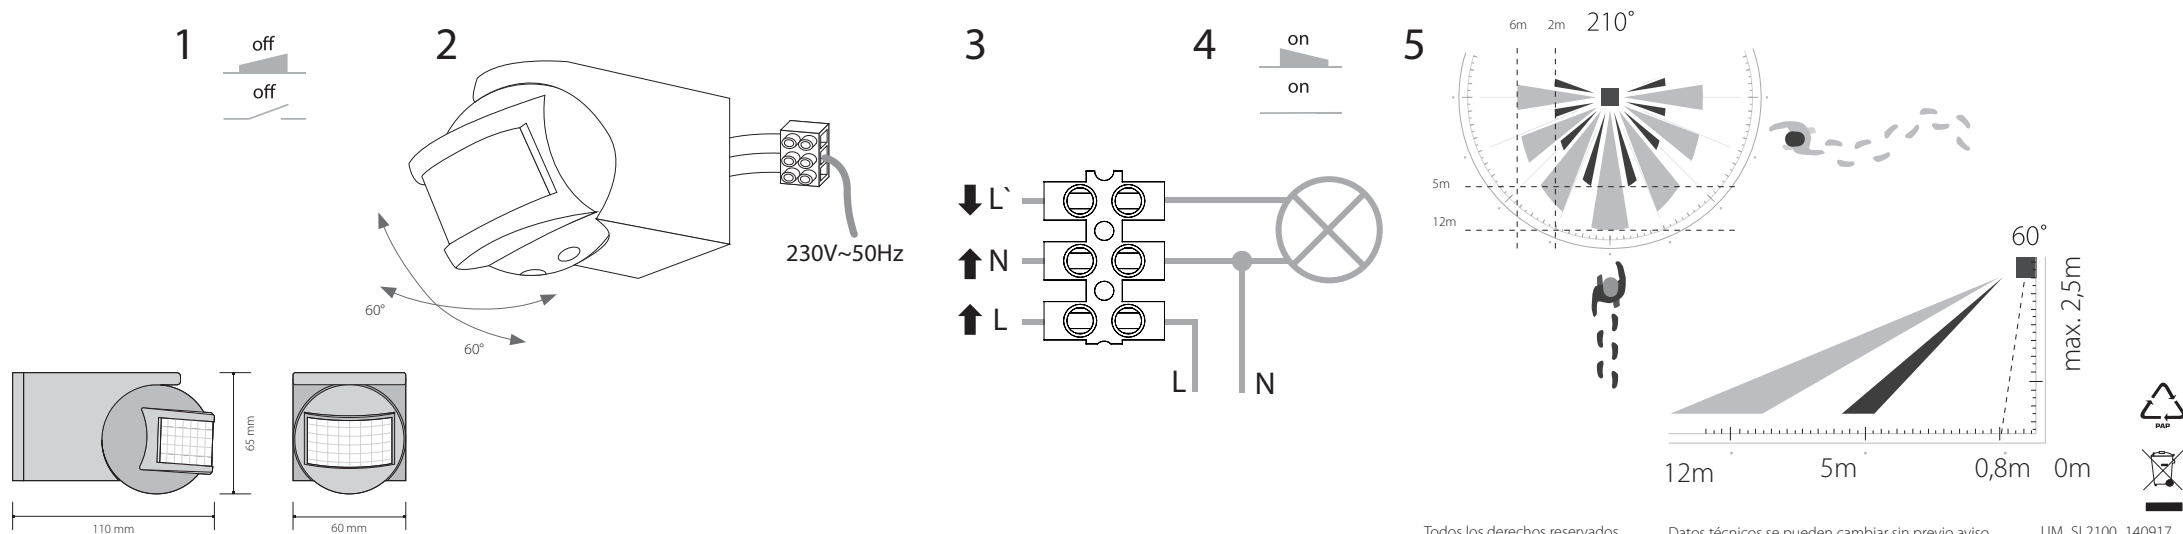 1
off
off
2
230V~50Hz
60°
60°
110 mm
65 mm
60 mm
3
L`
N
L
L
N
4
on
on
5
6m
2m
210°
5m
12m
60°
max. 2,5m
12m
5m
0,8m
0m
PAP
Todos los derechos reservados
Datos técnicos se pueden cambiar sin previo aviso
UM_SL2100_140917